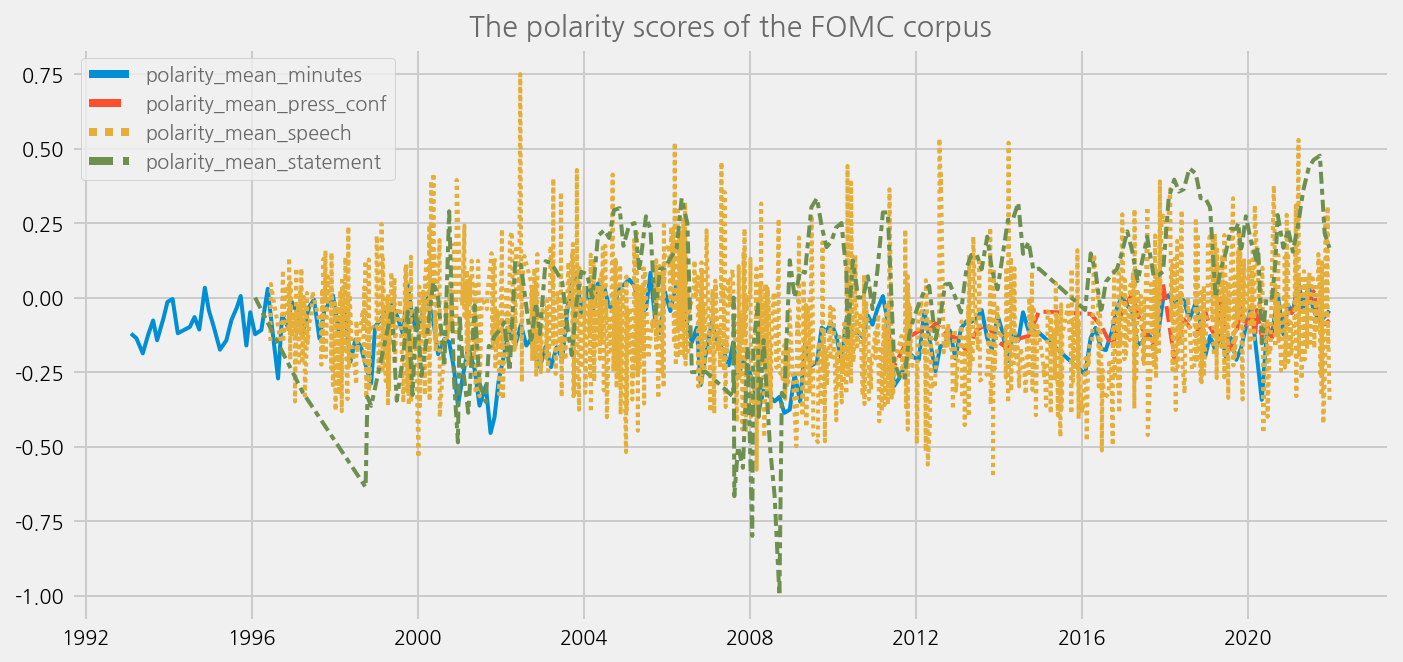 The polarity scores of the FOMC corpus
polarity_mean_minutes
polarity_mean_press_conf
polarity_mean_speech
polarity_mean_statement
0.75
0.50
0.25
0.00
-0.25
-0.50
-0.75
-1.00
1992 1996 2000 2004 2008 2012 2016 2020